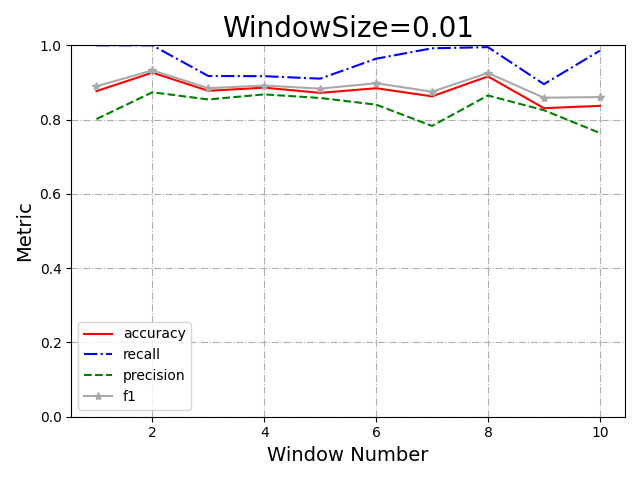 WindowSize=0.01
Metric
1.0
0.8
0.6
0.4
0.2
0.0
accuracy
recall
precision
f1
2 4 6 8 10
Window Number